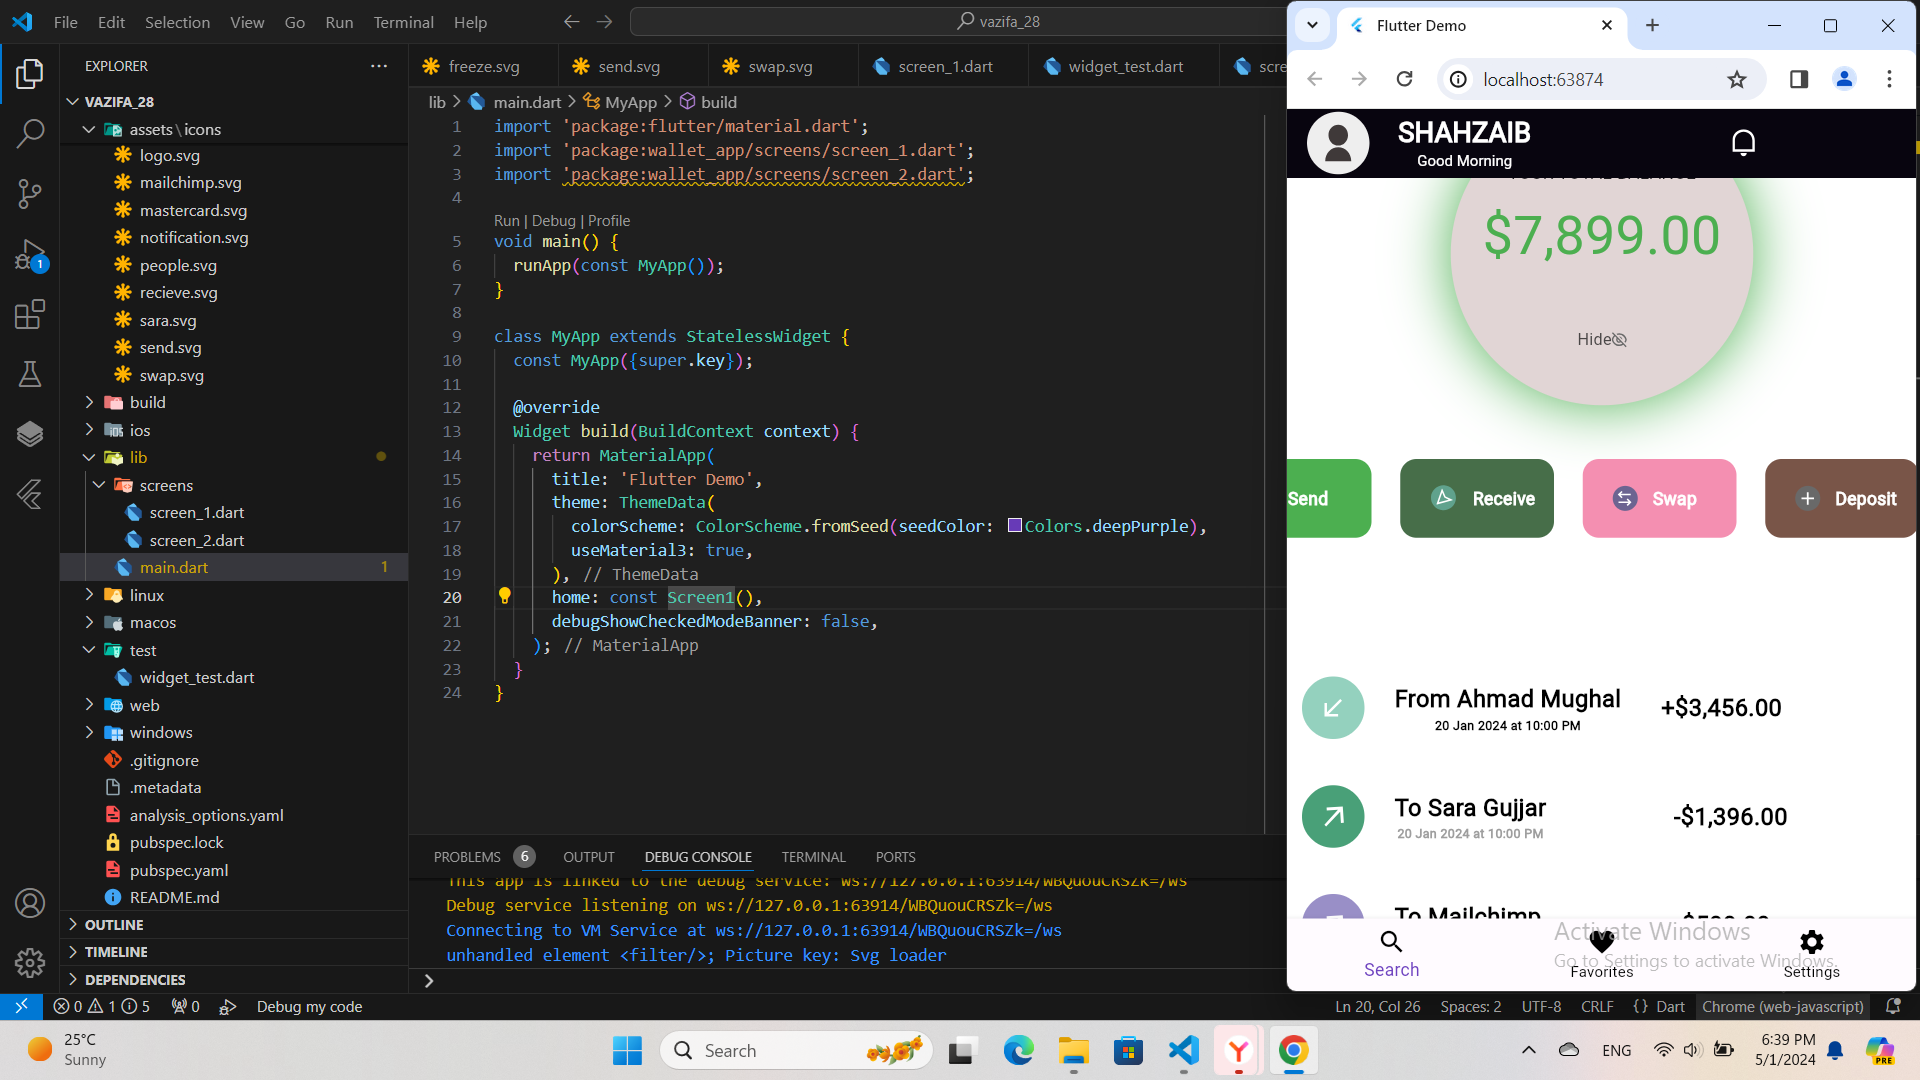 File Edit Selection View Go Run Terminal Help
vazifa_28
EXPLORER
VAZIFA_28
assets\icons
logo.svg
mailchimp.svg
mastercard.svg
notification.svg
people.svg
recieve.svg
sara.svg
send.svg
swap.svg
build
ios
lib
screens
screen_1.dart
screen_2.dart
main.dart 1
linux
macos
test
widget_test.dart
web
windows
.gitignore
.metadata
analysis_options.yaml
pubspec.lock
pubspec.yaml
README.md
OUTLINE
TIMELINE
DEPENDENCIES
1
freeze.svg send.svg swap.svg screen_1.dart widget_test.dart scre
lib > main.dart > MyApp > build
1 import 'package:flutter/material.dart';
2 import 'package:wallet_app/screens/screen_1.dart';
3 import 'package:wallet_app/screens/screen_2.dart';
4
Run | Debug | Profile
5 void main() {
6 runApp(const MyApp());
7 }
8
9 class MyApp extends StatelessWidget {
10 const MyApp({super.key});
11
12 @override
13 Widget build(BuildContext context) {
14 return MaterialApp(
15 title: 'Flutter Demo',
16 theme: ThemeData(
17 colorScheme: ColorScheme.fromSeed(seedColor: Colors.deepPurple),
18 useMaterial3: true,
19 ), // ThemeData
20 home: const Screen1(),
21 debugShowCheckedModeBanner: false,
22 ); // MaterialApp
23 }
24 }
PROBLEMS 6 OUTPUT DEBUG CONSOLE TERMINAL PORTS
This app is linked to the debug service: ws://127.0.0.1:63914/WBQuouCRSZk=/ws
Debug service listening on ws://127.0.0.1:63914/WBQuouCRSZk=/ws
Connecting to VM Service at ws://127.0.0.1:63914/WBQuouCRSZk=/ws
unhandled element <filter/>; Picture key: Svg loader
Flutter Demo
localhost:63874
SHAHZAIB
Good Morning
$7,899.00
Hide
Send Receive Swap Deposit
From Ahmad Mughal +$3,456.00
20 Jan 2024 at 10:00 PM
To Sara Gujjar -$1,396.00
20 Jan 2024 at 10:00 PM
To Mailchimp
Activate Windows
Go to Settings to activate Windows.
Search Favorites Settings
0 1 5 0 Debug my code Ln 20, Col 26 Spaces: 2 UTF-8 CRLF {} Dart Chrome (web-javascript)
25°C
Sunny
Search
ENG
6:39 PM
5/1/2024
PRE